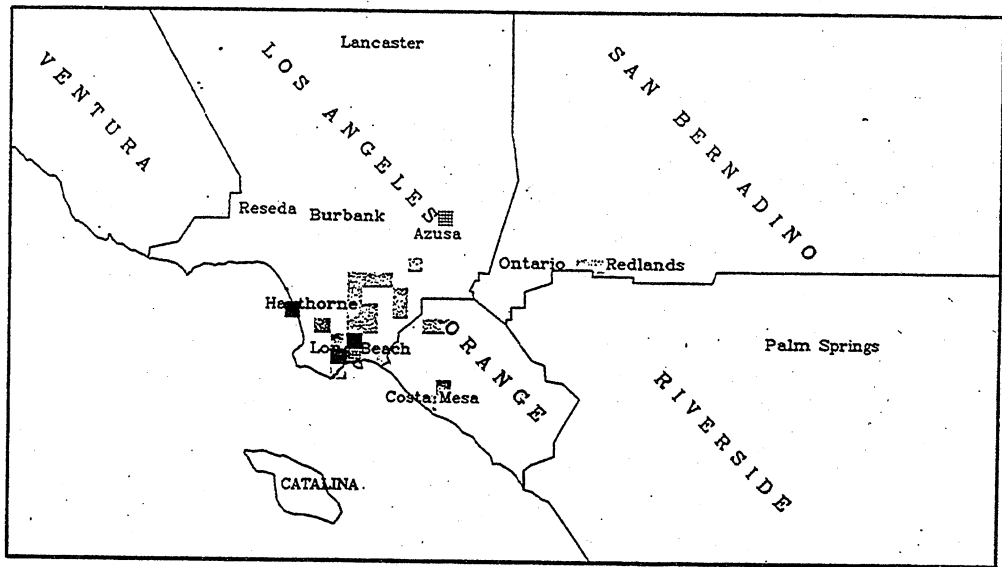 Lancaster
VENTURA
LOS ANGELES
SAN BERNADINO
Reseda
Burbank
Azusa
Ontario
Redlands
Hawthorne
Long Beach
ORANGE
Palm Springs
Costa Mesa
RIVERSIDE
CATALINA